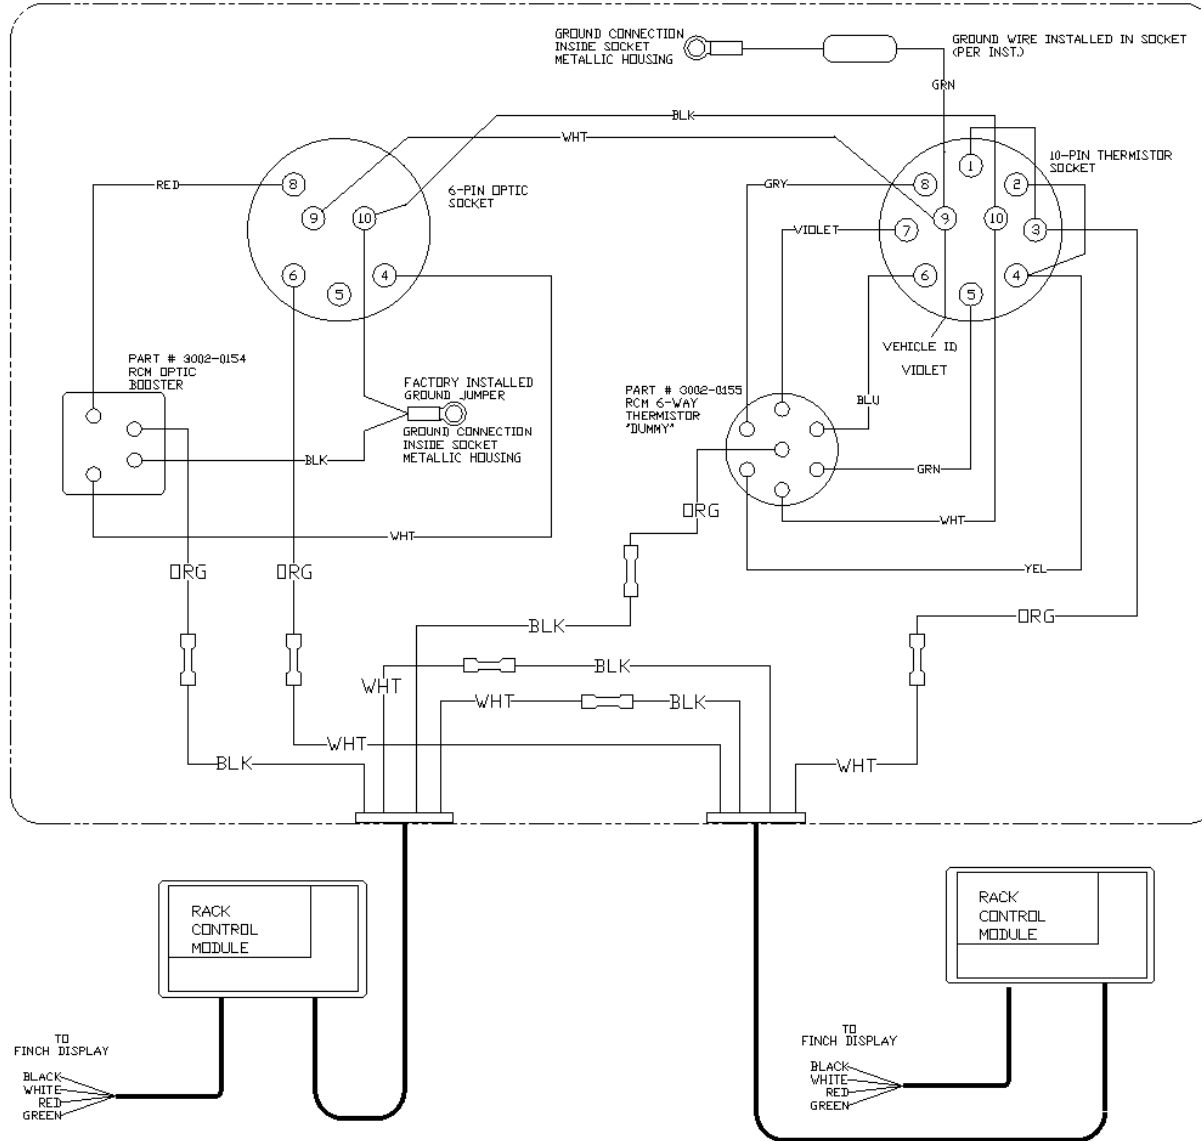 GROUND CONNECTION
INSIDE SOCKET
METALLIC HOUSING
GROUND WIRE INSTALLED IN SOCKET
(PER INST.)
GRN
BLK
WHT
10-PIN THERMISTOR
SOCKET
6-PIN OPTIC
SOCKET
RED
8
9
10
6
5
4
GRY
VIOLET
1
8
2
9
10
7
3
6
4
5
VEHICLE ID
VIOLET
PART # 3002-0154
RCM OPTIC
BOOSTER
FACTORY INSTALLED
GROUND JUMPER
GROUND CONNECTION
INSIDE SOCKET
METALLIC HOUSING
BLK
WHT
PART # 3002-0155
RCM 6-WAY
THERMISTOR
"DUMMY"
BLU
GRN
WHT
YEL
ORG
ORG
ORG
ORG
BLK
BLK
WHT
WHT
BLK
WHT
BLK
WHT
RACK
CONTROL
MODULE
TO
FINCH DISPLAY
BLACK
WHITE
RED
GREEN
RACK
CONTROL
MODULE
TO
FINCH DISPLAY
BLACK
WHITE
RED
GREEN